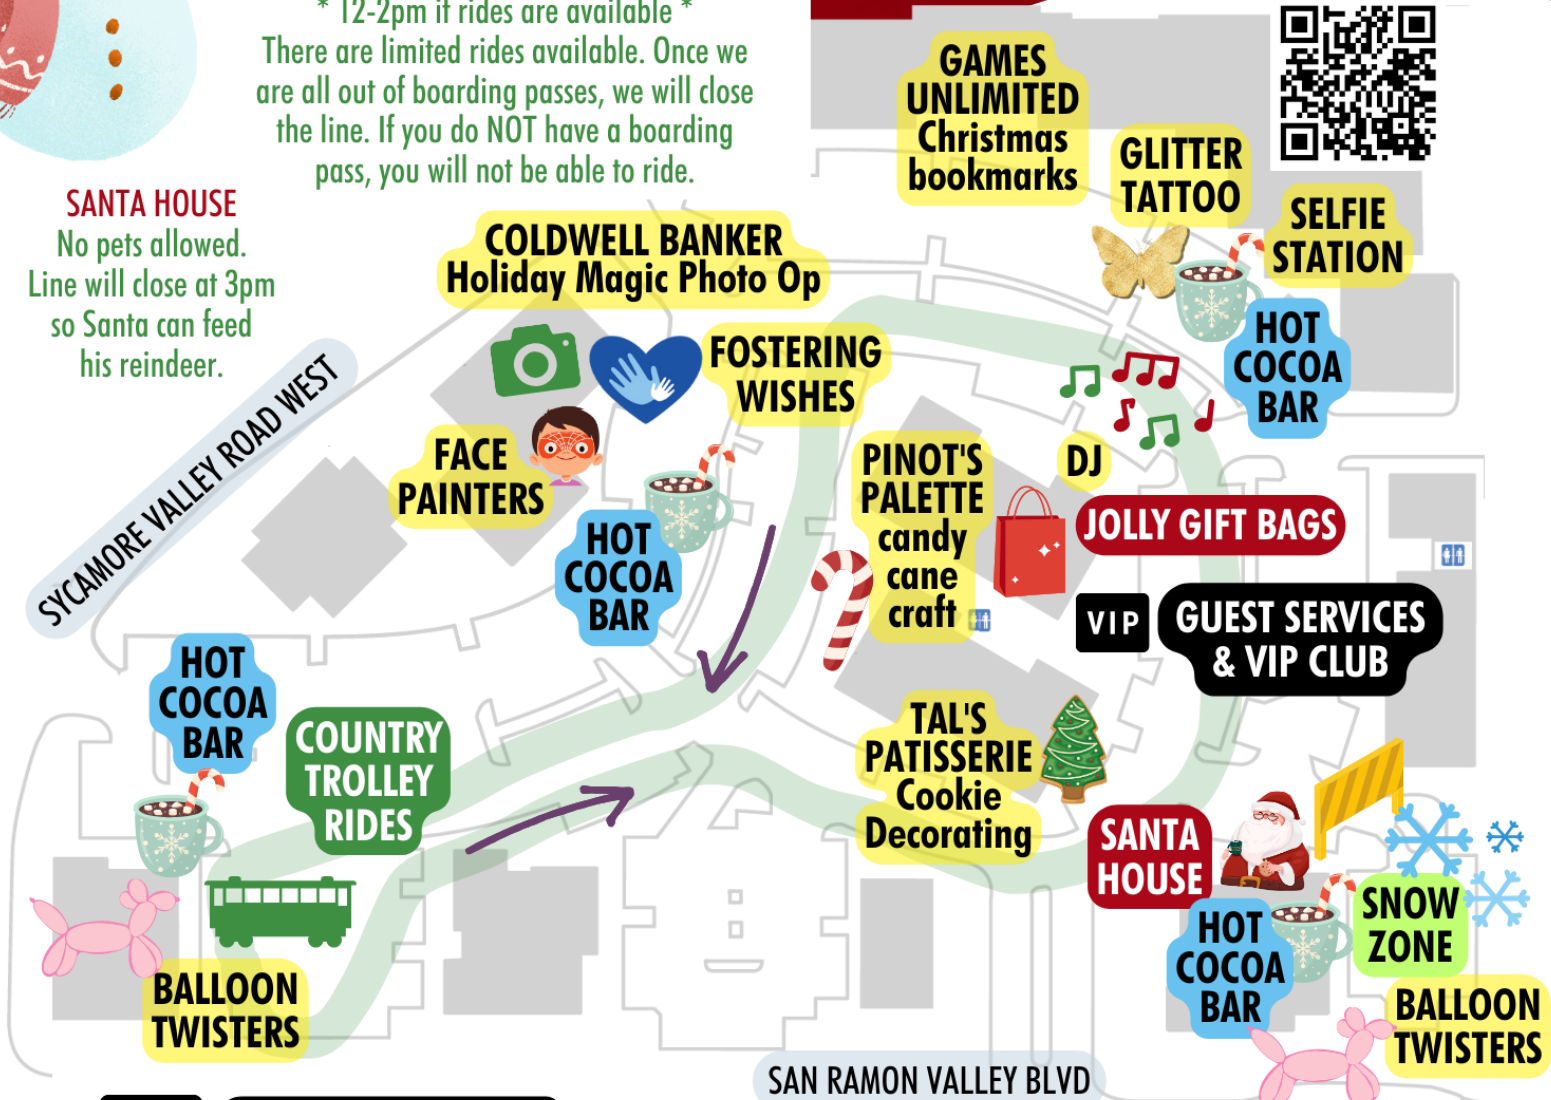 * 12-2pm if rides are available *
There are limited rides available. Once we
are all out of boarding passes, we will close
the line. If you do NOT have a boarding
pass, you will not be able to ride.
SANTA HOUSE
No pets allowed.
Line will close at 3pm
so Santa can feed
his reindeer.
GAMES
UNLIMITED
Christmas
bookmarks
GLITTER
TATTOO
SELFIE
STATION
HOT
COCOA
BAR
COLDWELL BANKER
Holiday Magic Photo Op
FOSTERING
WISHES
SYCAMORE VALLEY ROAD WEST
FACE
PAINTERS
HOT
COCOA
BAR
PINOT'S
PALETTE
candy
cane
craft
DJ
JOLLY GIFT BAGS
VIP
GUEST SERVICES
& VIP CLUB
HOT
COCOA
BAR
COUNTRY
TROLLEY
RIDES
TAL'S
PATISSERIE
Cookie
Decorating
SANTA
HOUSE
HOT
COCOA
BAR
SNOW
ZONE
BALLOON
TWISTERS
BALLOON
TWISTERS
SAN RAMON VALLEY BLVD